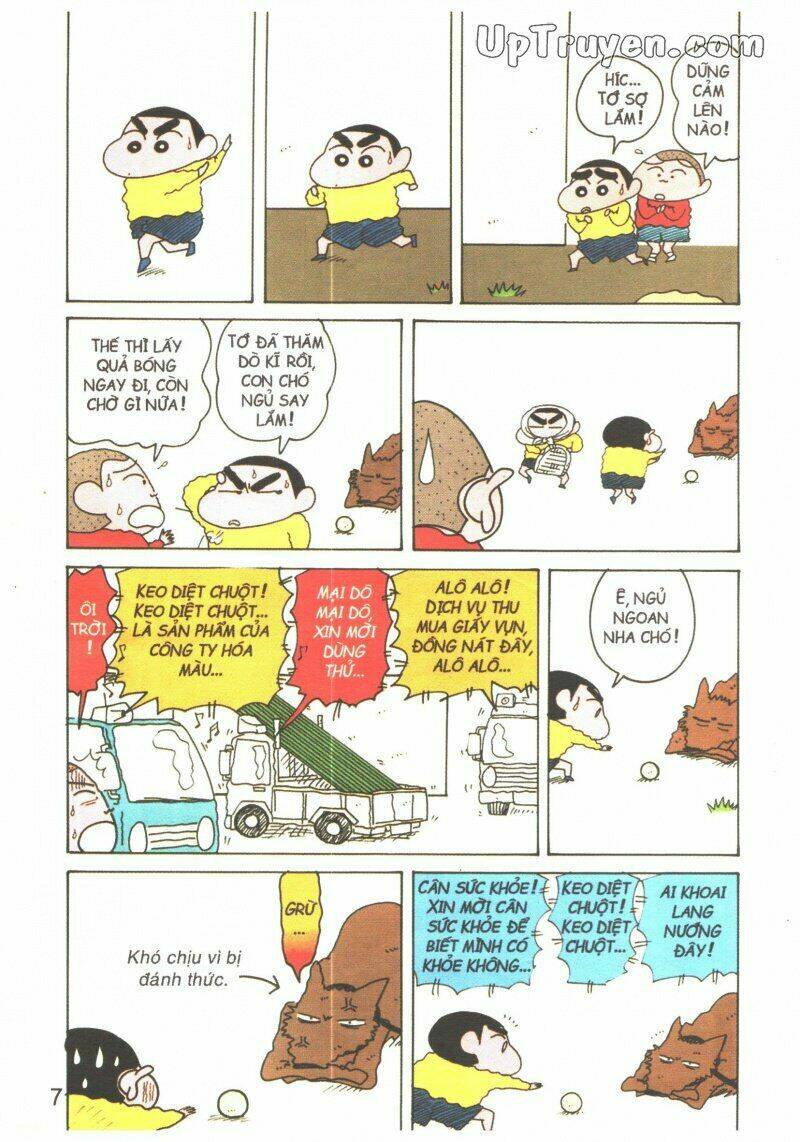 UpTruyen.com
HÍC...
TỚ SỢ
LẮM!
DŨNG
CẢM
LÊN
NÀO!
THẾ THÌ LẤY
QUẢ BÓNG
NGAY ĐI, CÒN
CHỜ GÌ NỮA!
TỚ ĐÃ THĂM
DÒ KĨ RỒI,
CON CHÓ
NGỦ SAY
LẮM!
ÔI
TRỜI
!
KEO DIỆT CHUỘT!
KEO DIỆT CHUỘT...
LÀ SẢN PHẨM CỦA
CÔNG TY HÓA
MÀU...
MẠI DÔ
MẠI DÔ,
XIN MỜI
DÙNG
THỬ...
ALÔ ALÔ!
DỊCH VỤ THU
MUA GIẤY VỤN,
ĐỒNG NÁT ĐÂY,
ALÔ ALÔ...
Ê, NGỦ
NGOAN
NHA CHÓ!
GRỪ
...
Khó chịu vì bị
đánh thức.
CÂN SỨC KHỎE!
XIN MỜI CÂN
SỨC KHỎE ĐỂ
BIẾT MÌNH CÓ
KHỎE KHÔNG...
KEO DIỆT
CHUỘT!
KEO DIỆT
CHUỘT...
AI KHOAI
LANG
NƯỚNG
ĐÂY!
7